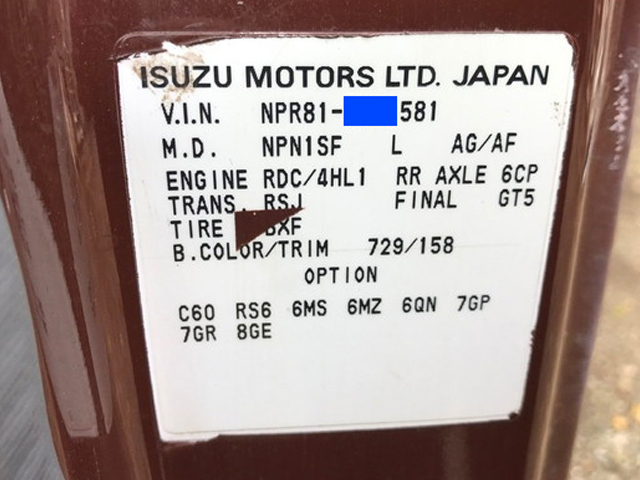 ISUZU MOTORS LTD. JAPAN
V.I.N. NPR81- 581
M.D. NPN1SF L AG/AF
ENGINE RDC/4HL1 RR AXLE 6CP
TRANS. RSJ FINAL GT5
TIRE
B.COLOR/TRIM 729/158
OPTION
C60 RS6 6MS 6MZ 6QN 7GP
7GR 8GE